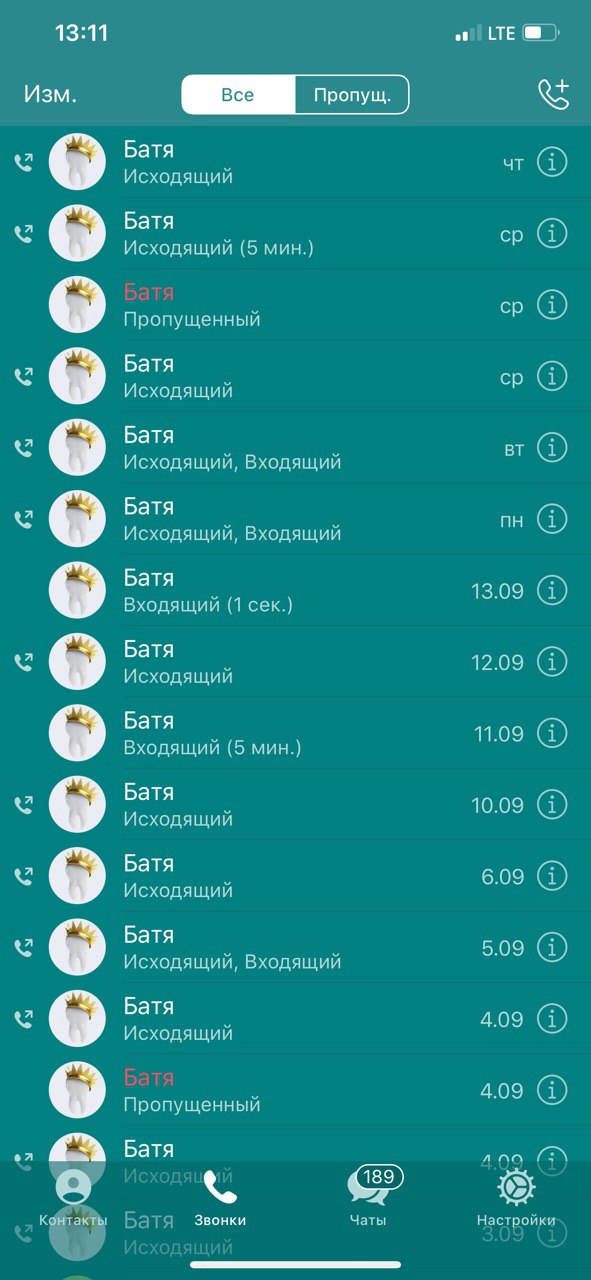 13:11
LTE
Изм.
Все
Пропущ.
Батя
Исходящий
чт
Батя
Исходящий (5 мин.)
ср
Батя
Пропущенный
ср
Батя
Исходящий
ср
Батя
Исходящий, Входящий
вт
Батя
Исходящий, Входящий
пн
Батя
Входящий (1 сек.)
13.09
Батя
Исходящий
12.09
Батя
Входящий (5 мин.)
11.09
Батя
Исходящий
10.09
Батя
Исходящий
6.09
Батя
Исходящий, Входящий
5.09
Батя
Исходящий
4.09
Батя
Пропущенный
4.09
Батя
Исходящий
4.09
189
Контакты
Звонки
Чаты
Настройки
Батя
Исходящий
3.09